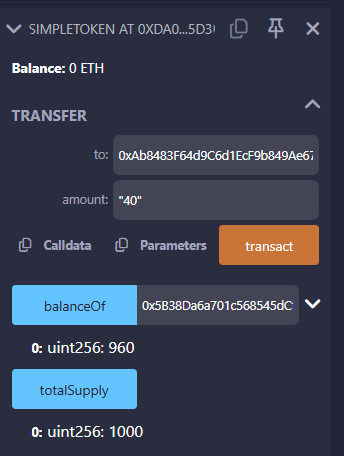 SIMPLETOKEN AT 0XDA0...5D3
Balance: 0 ETH
TRANSFER
to: 0xAb8483F64d9C6d1EcF9b849Ae67
amount: "40"
Calldata Parameters transact
balanceOf 0x5B38Da6a701c568545dC
0: uint256: 960
totalSupply
0: uint256: 1000